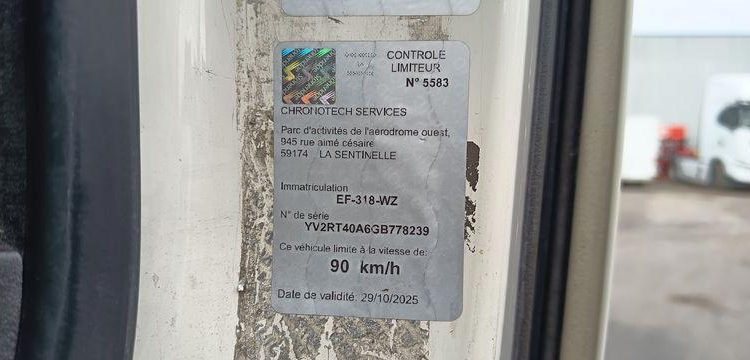 CONTROLE
LIMITEUR
N° 5583
CHRONOTECH SERVICES
Parc d'activités de l'aérodrome ouest,
945 rue aimé césaire
59174 LA SENTINELLE
Immatriculation
EF-318-WZ
N° de série
YV2RT40A6GB778239
Ce véhicule limité à la vitesse de:
90 km/h
Date de validité: 29/10/2025